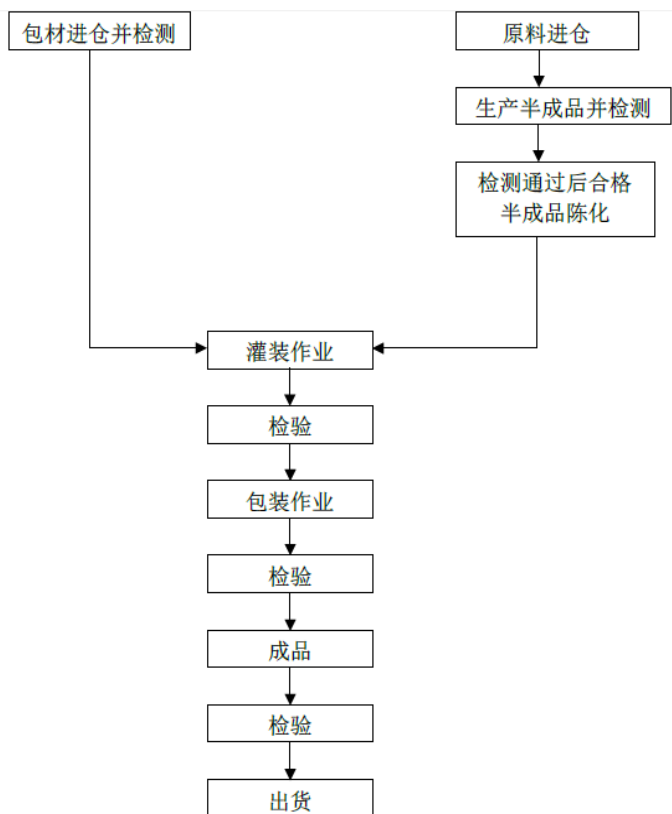 包材进仓并检测
原料进仓
生产半成品并检测
检测通过后合格
半成品陈化
灌装作业
检验
包装作业
检验
成品
检验
出货